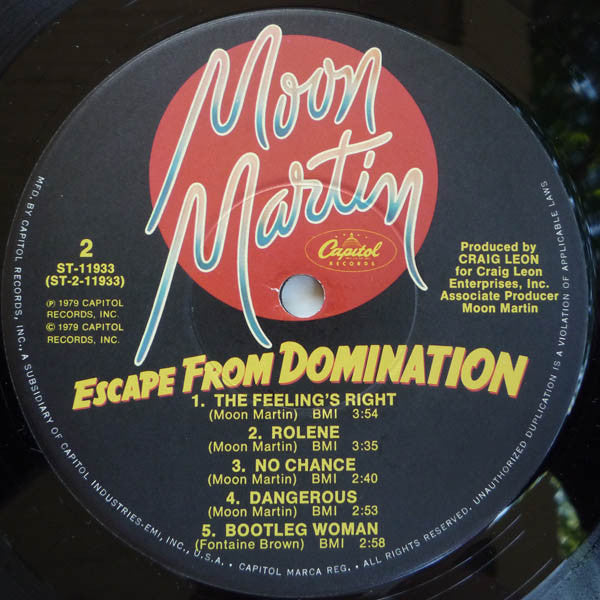 Moon
Martin
Capitol
RECORDS
2
ST-11933
(ST-2-11933)
℗ 1979 CAPITOL
RECORDS, INC.
© 1979 CAPITOL
RECORDS, INC.
Produced by
CRAIG LEON
for Craig Leon
Enterprises, Inc.
Associate Producer
Moon Martin
ESCAPE FROM DOMINATION
1. THE FEELING'S RIGHT
(Moon Martin) BMI 3:54
2. ROLENE
(Moon Martin) BMI 3:35
3. NO CHANCE
(Moon Martin) BMI 2:40
4. DANGEROUS
(Moon Martin) BMI 2:53
5. BOOTLEG WOMAN
(Fontaine Brown) BMI 2:58
MFD. BY CAPITOL RECORDS, INC., A SUBSIDIARY OF CAPITOL INDUSTRIES-EMI, INC., U.S.A. • CAPITOL MARCA REG. • ALL RIGHTS RESERVED. UNAUTHORIZED DUPLICATION IS A VIOLATION OF APPLICABLE LAWS